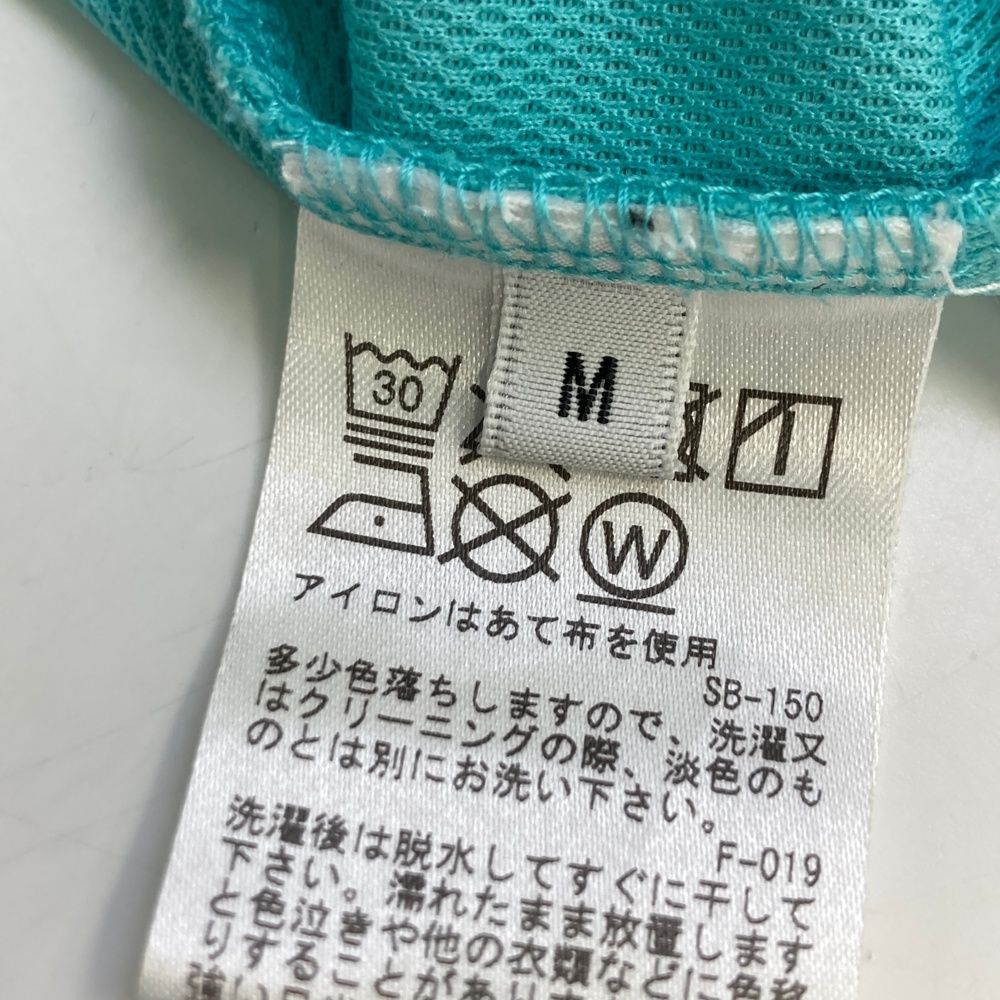 M
30
W
アイロンはあて布を使用
SB-150
多少色落ちしますので、洗濯又
はクリーニングの際、淡色のも
のとは別にお洗い下さい。
F-019
洗濯後は脱水してすぐに干して
下さい。濡れたまま放置しますと
色泣きや他の衣類などに色移
りすることがあり
強い